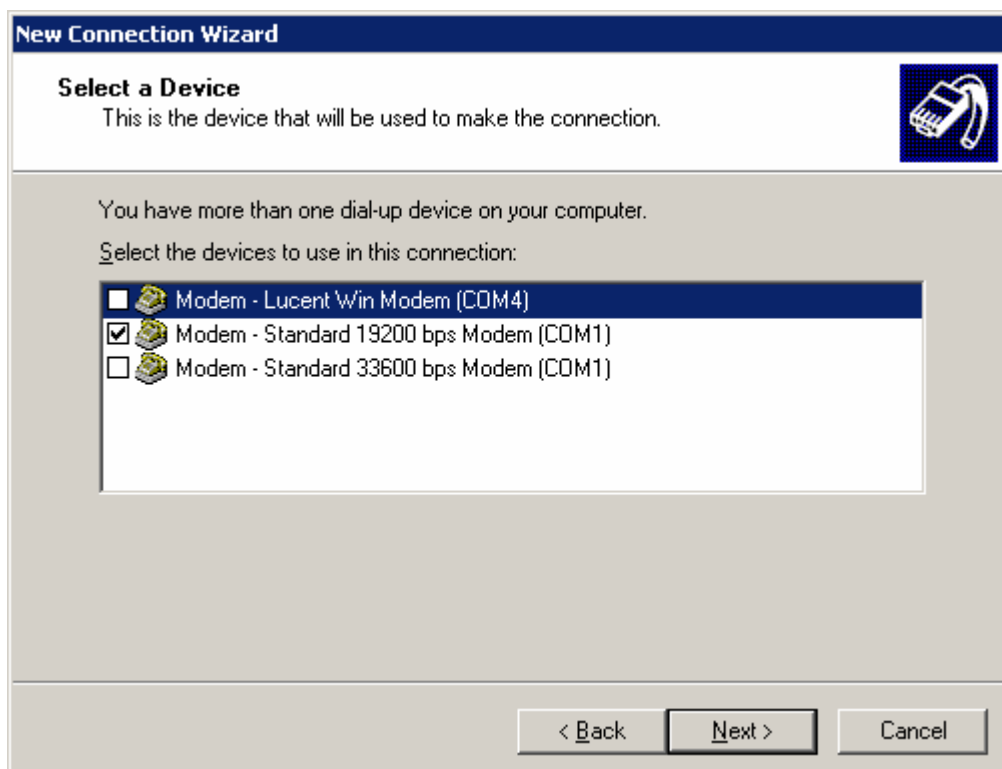 New Connection Wizard
Select a Device
This is the device that will be used to make the connection.
You have more than one dial-up device on your computer.
Select the devices to use in this connection:
Modem - Lucent Win Modem (COM4)
Modem - Standard 19200 bps Modem (COM1)
Modem - Standard 33600 bps Modem (COM1)
< Back Next > Cancel